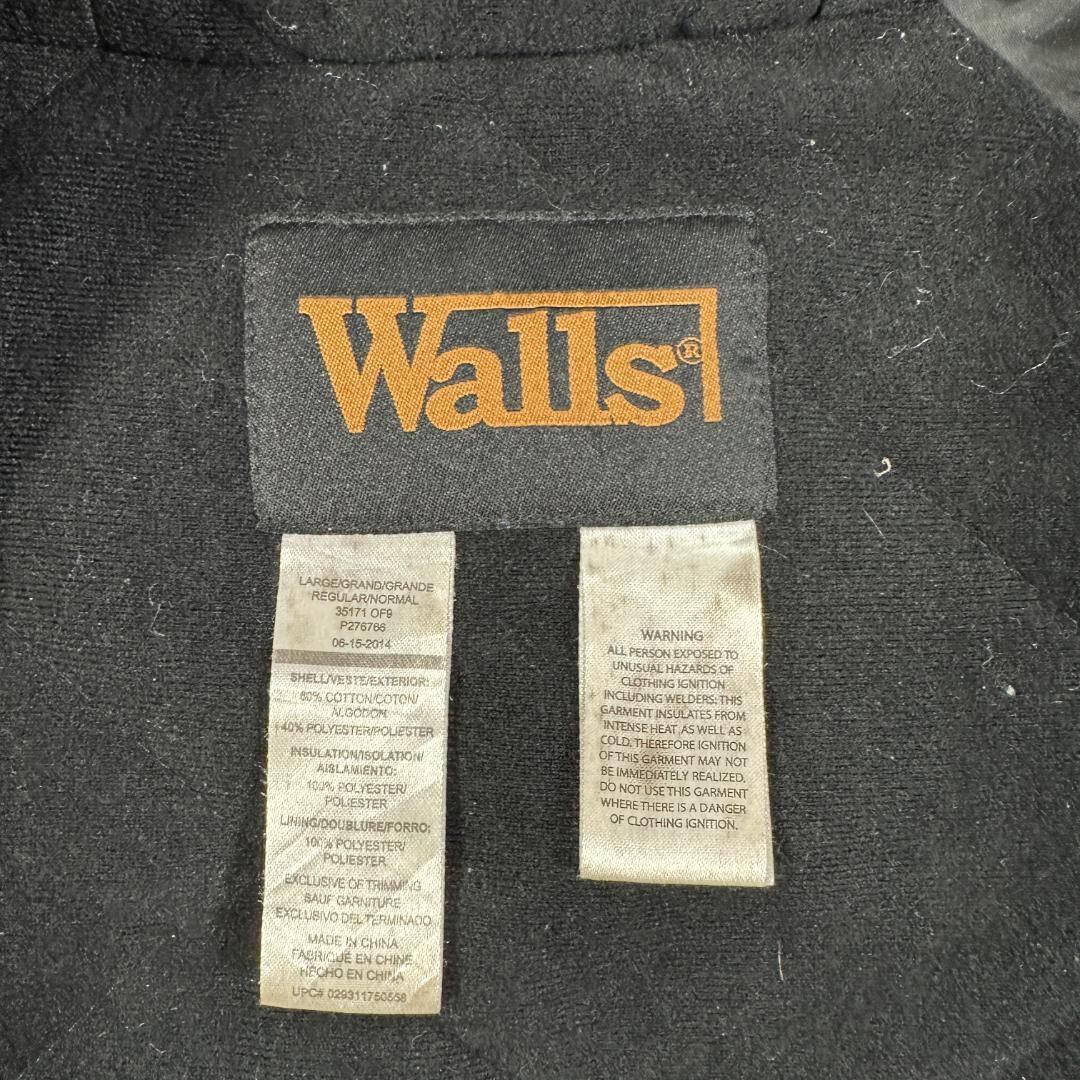 Walls®
LARGE/GRAND/GRANDE
REGULAR/NORMAL
35171 OF9
P276766
06-15-2014
SHELL/VESTE/EXTERIOR:
60% COTTON/COTON/
ALGODON
40% POLYESTER/POLIESTER
INSULATION/ISOLATION/
AISLAMIENTO:
100% POLYESTER/
POLIESTER
LINING/DOUBLURE/FORRO:
100% POLYESTER/
POLIESTER
EXCLUSIVE OF TRIMMING
SAUF GARNITURE
EXCLUSIVO DEL TERMINADO
MADE IN CHINA
FABRIQUÉ EN CHINE
HECHO EN CHINA
UPC# 029311750558
WARNING
ALL PERSON EXPOSED TO
UNUSUAL HAZARDS OF
CLOTHING IGNITION
INCLUDING WELDERS: THIS
GARMENT INSULATES FROM
INTENSE HEAT AS WELL AS
COLD, THEREFORE IGNITION
OF THIS GARMENT MAY NOT
BE IMMEDIATELY REALIZED.
DO NOT USE THIS GARMENT
WHERE THERE IS A DANGER
OF CLOTHING IGNITION.